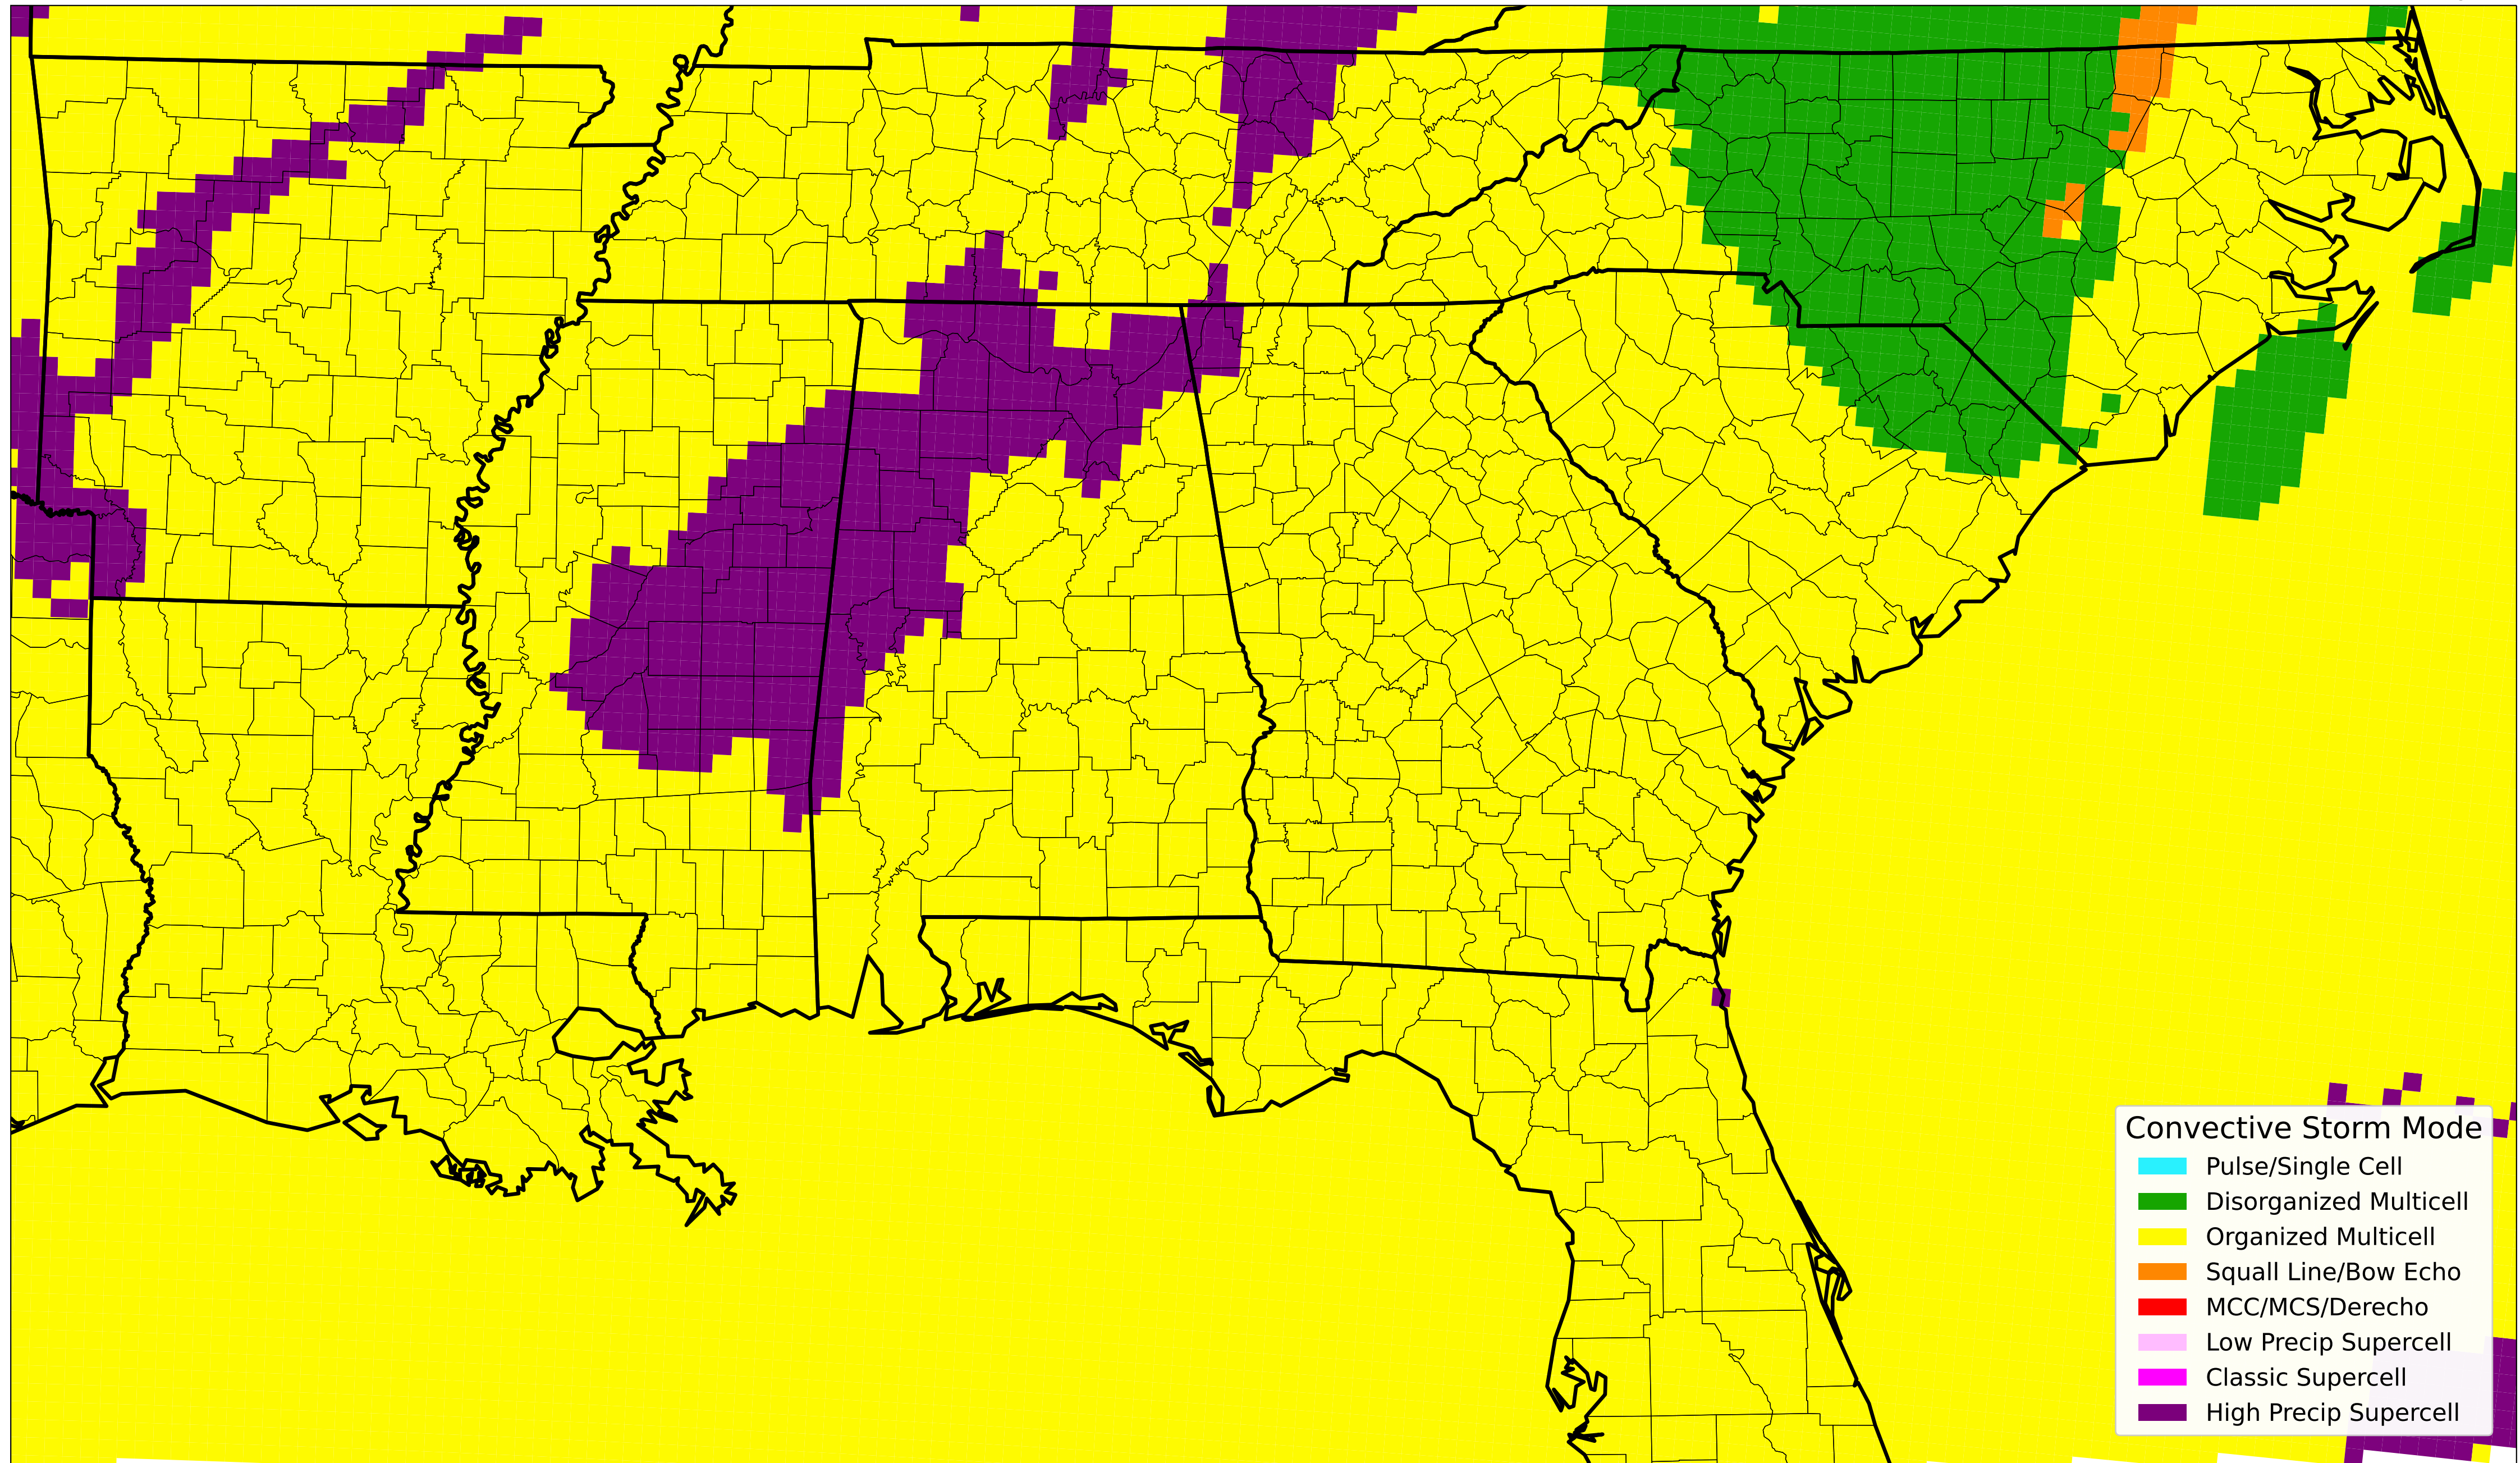 Convective Storm Mode
Pulse/Single Cell
Disorganized Multicell
Organized Multicell
Squall Line/Bow Echo
MCC/MCS/Derecho
Low Precip Supercell
Classic Supercell
High Precip Supercell